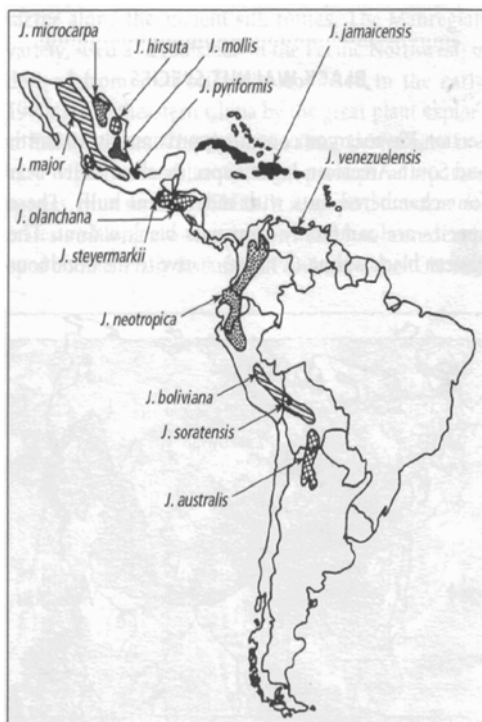 J. microcarpa
J. hirsuta
J. mollis
J. jamaicensis
J. pyriformis
J. major
J. venezuelensis
J. olanchana
J. steyermarkii
J. neotropica
J. boliviana
J. soratensis
J. australis